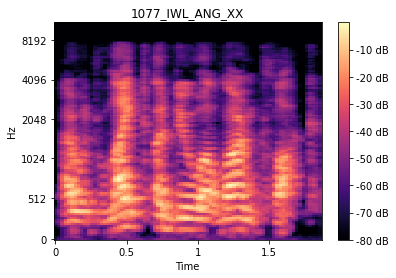 1077_IWL_ANG_XX
8192
4096
2048
1024
512
0
Hz
0
0.5
1
1.5
Time
-10 dB
-20 dB
-30 dB
-40 dB
-50 dB
-60 dB
-70 dB
-80 dB